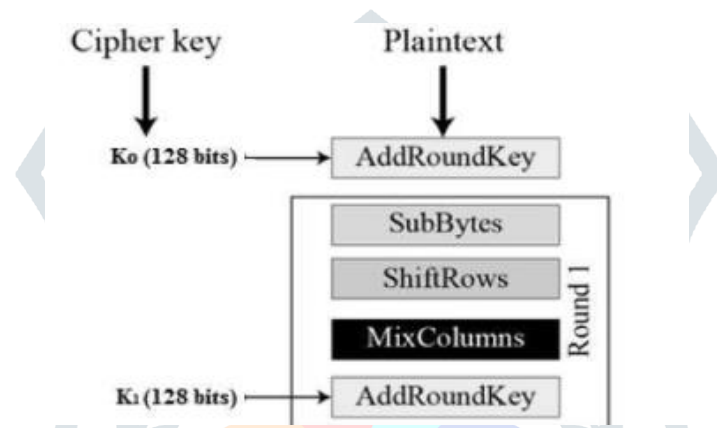 Cipher key Plaintext
K₀ (128 bits) AddRoundKey
SubBytes
ShiftRows
MixColumns
Round 1
K₁ (128 bits) AddRoundKey